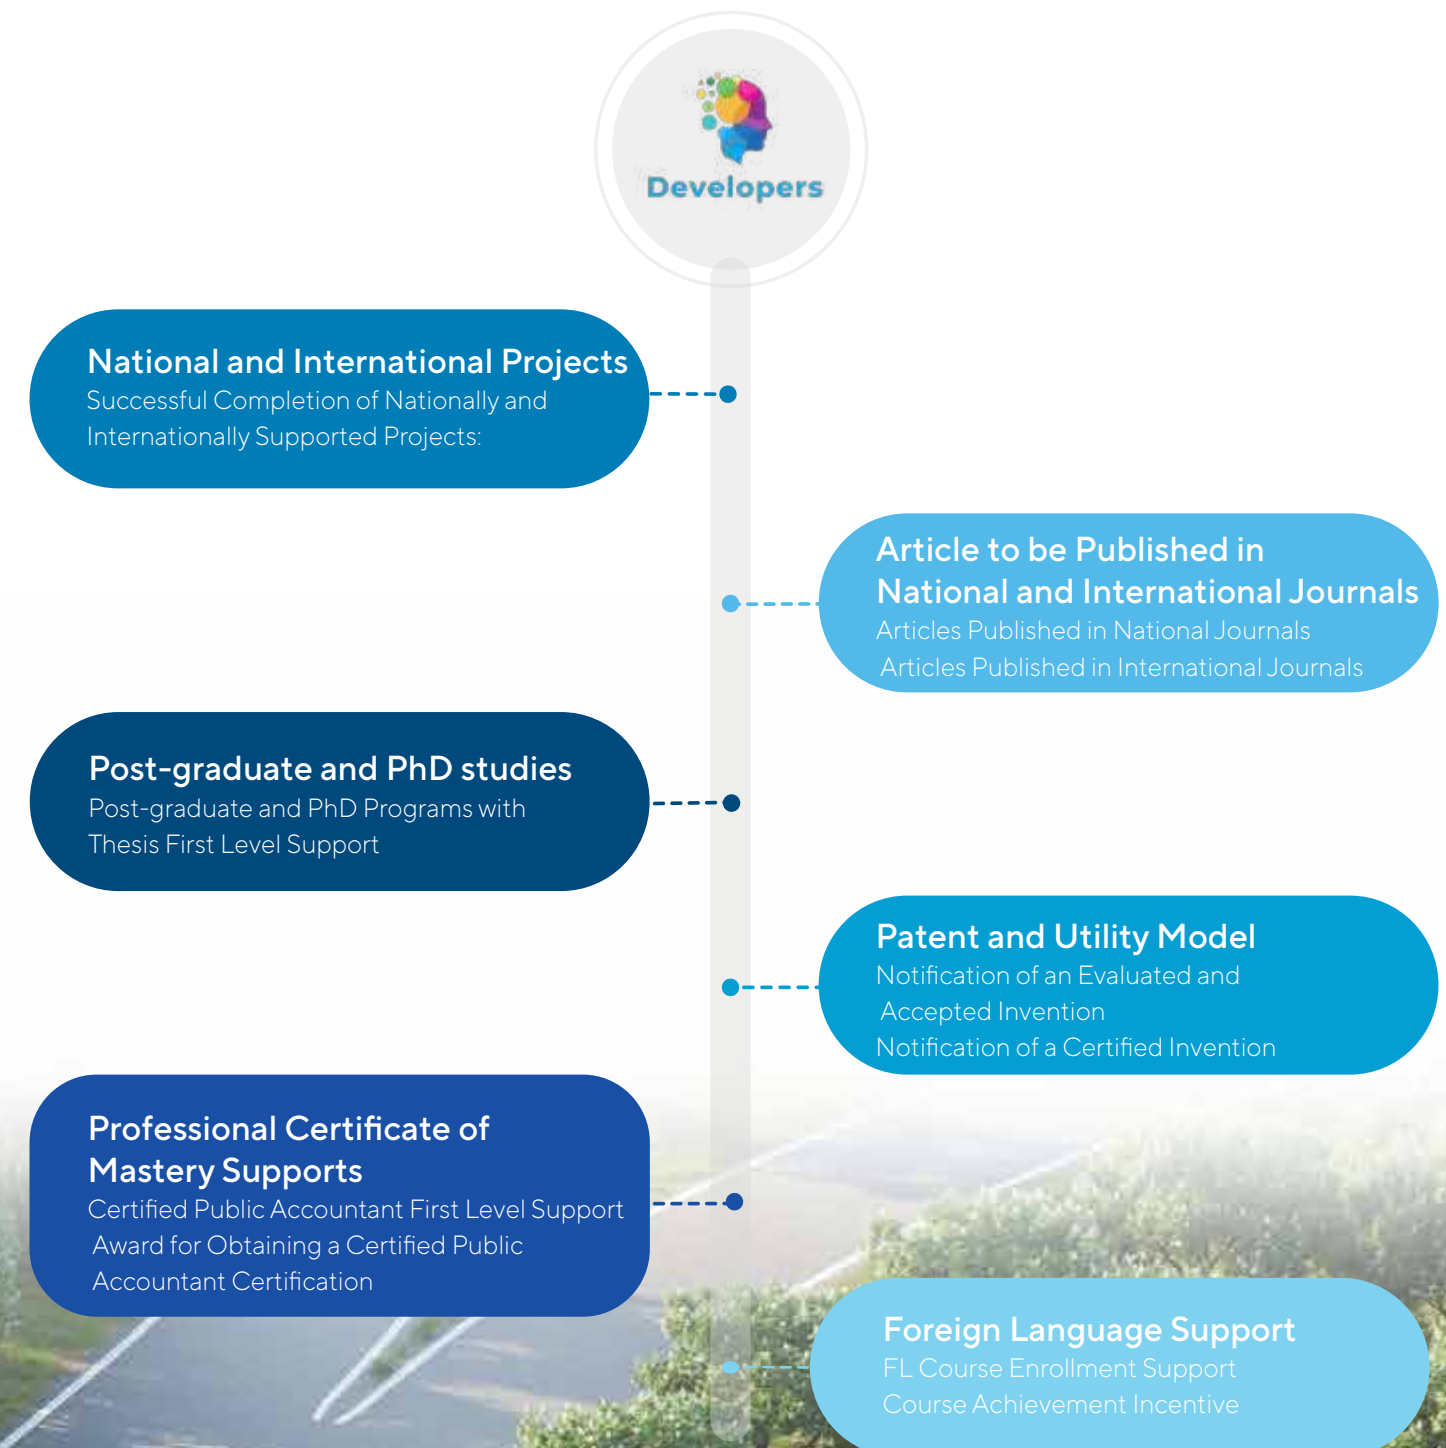 Developers
National and International Projects
Successful Completion of Nationally and
Internationally Supported Projects:
Article to be Published in
National and International Journals
Articles Published in National Journals
Articles Published in International Journals
Post-graduate and PhD studies
Post-graduate and PhD Programs with
Thesis First Level Support
Patent and Utility Model
Notification of an Evaluated and
Accepted Invention
Notification of a Certified Invention
Professional Certificate of
Mastery Supports
Certified Public Accountant First Level Support
Award for Obtaining a Certified Public
Accountant Certification
Foreign Language Support
FL Course Enrollment Support
Course Achievement Incentive